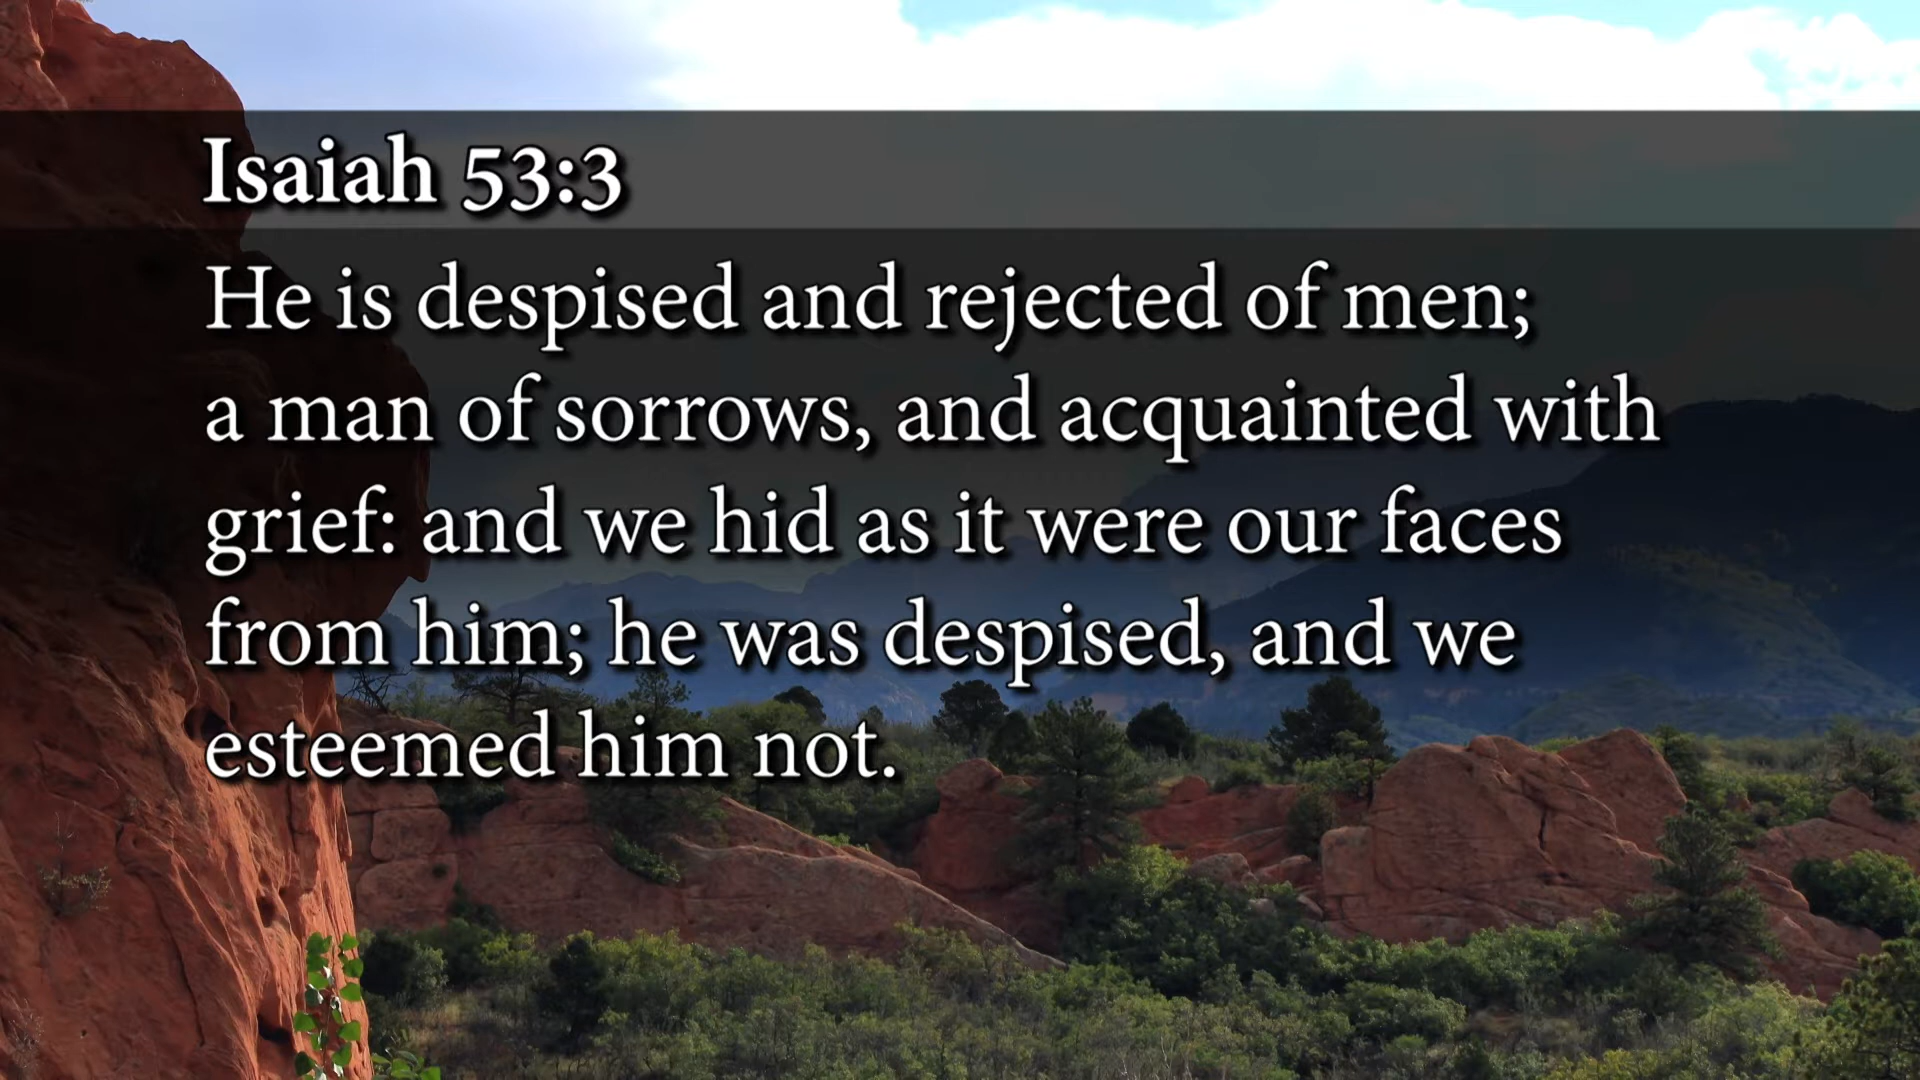 Isaiah 53:3
He is despised and rejected of men;
a man of sorrows, and acquainted with
grief: and we hid as it were our faces
from him; he was despised, and we
esteemed him not.